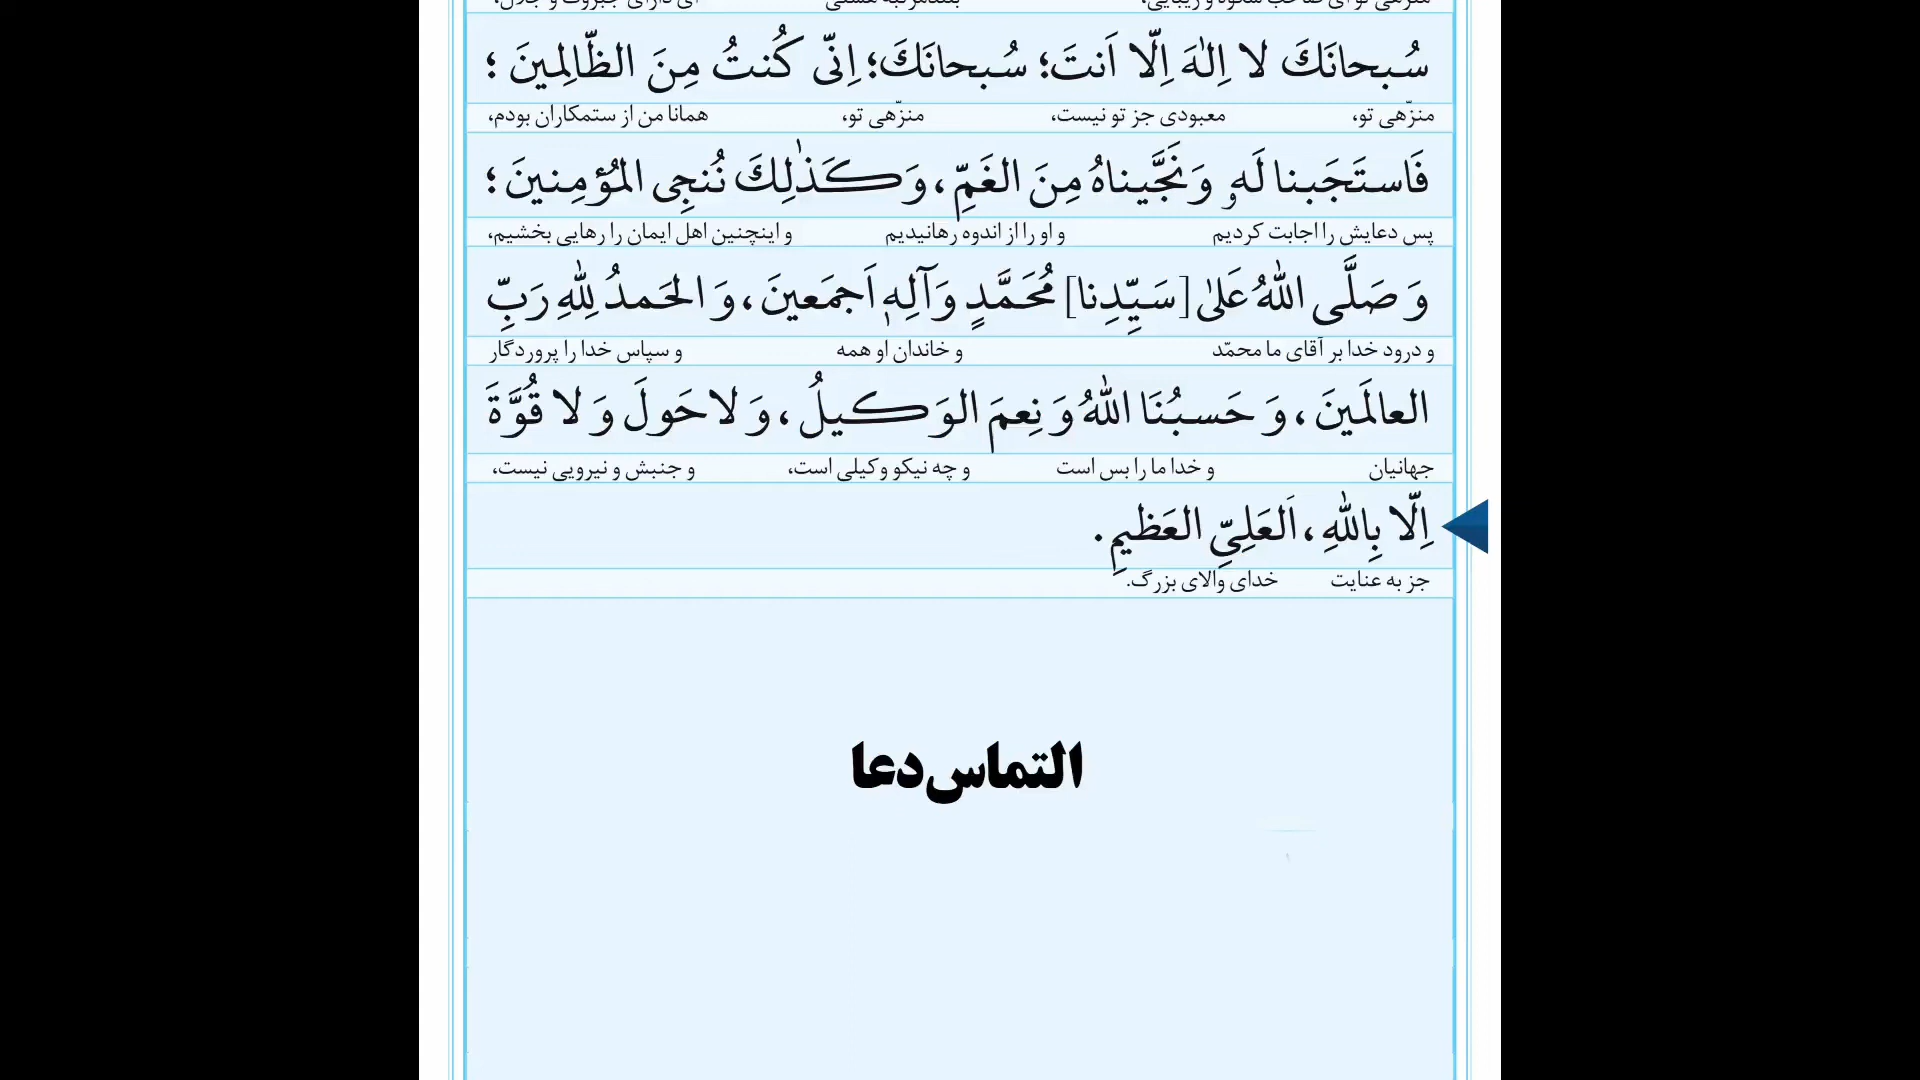 سُبحانَكَ لا اِلٰهَ اِلّا اَنتَ؛ سُبحانَكَ؛ اِنّی كُنتُ مِنَ الظّالِمینَ؛
منزّهی تو، معبودی جز تو نیست، منزّهی تو، همانا من از ستمکاران بودم،
فَاستَجَبنا لَهو وَ نَجَّیناهُ مِنَ الغَمِّ، وَ كَذٰلِكَ نُنجِی المُؤمِنینَ؛
پس دعایش را اجابت کردیم و او را از اندوه رهانیدیم و اینچنین اهل ایمان را رهایی بخشیم،
وَ صَلَّی اللّٰهُ عَلیٰ [سَیِّدِنا] مُحَمَّدٍ وَ آلِهٖ اَجمَعینَ، وَ الحَمدُ لِلّٰهِ رَبِّ
و درود خدا بر آقای ما محمّد و خاندان او همه و سپاس خدا را پروردگار
العالَمینَ، وَ حَسبُنَا اللّٰهُ وَ نِعمَ الوَكیلُ، وَ لا حَولَ وَ لا قُوَّةَ
جهانیان و خدا ما را بس است و چه نیکو وکیلی است، و جنبش و نیرویی نیست،
اِلّا بِاللّٰهِ، اَلعَلِیِّ العَظیمِ.
جز به عنایت خدای والای بزرگ.
التماس دعا